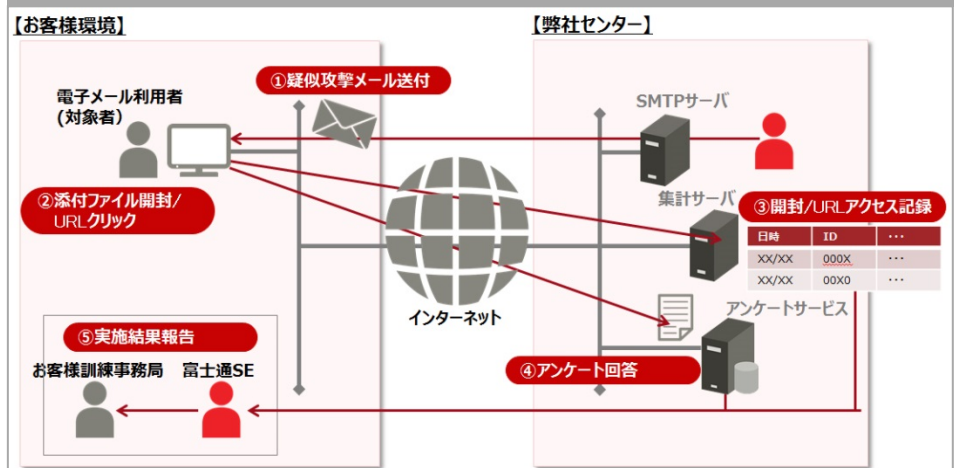 【お客様環境】
【弊社センター】
①疑似攻撃メール送付
電子メール利用者
(対象者)
SMTPサーバ
②添付ファイル開封/
URLクリック
集計サーバ
③開封/URLアクセス記録
日時 ID ・・・
XX/XX 000X ・・・
XX/XX 00X0 ・・・
インターネット
アンケートサービス
⑤実施結果報告
④アンケート回答
お客様訓練事務局 富士通SE